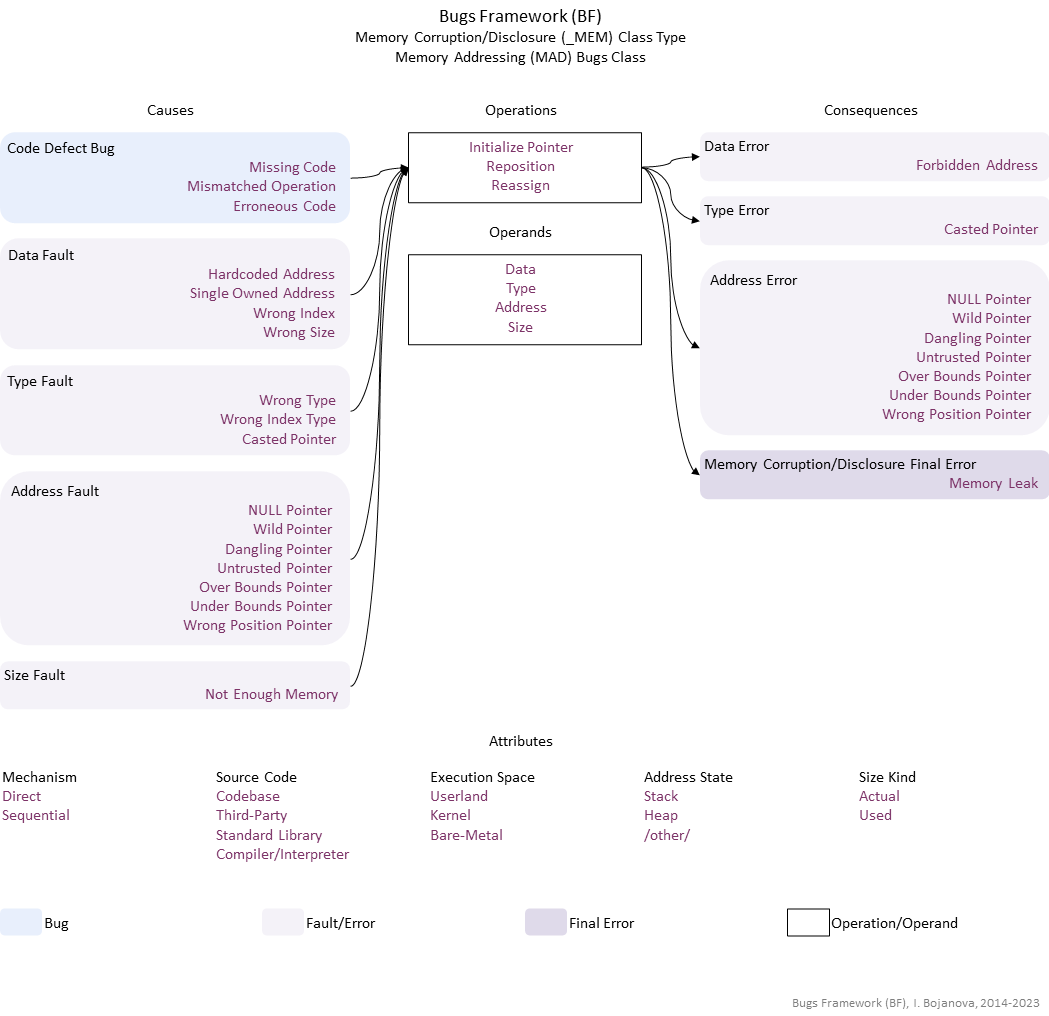 Bugs Framework (BF)
Memory Corruption/Disclosure (_MEM) Class Type
Memory Addressing (MAD) Bugs Class
Causes
Code Defect Bug
Missing Code
Mismatched Operation
Erroneous Code
Data Fault
Hardcoded Address
Single Owned Address
Wrong Index
Wrong Size
Type Fault
Wrong Type
Wrong Index Type
Casted Pointer
Address Fault
NULL Pointer
Wild Pointer
Dangling Pointer
Untrusted Pointer
Over Bounds Pointer
Under Bounds Pointer
Wrong Position Pointer
Size Fault
Not Enough Memory
Operations
Initialize Pointer
Reposition
Reassign
Operands
Data
Type
Address
Size
Consequences
Data Error
Forbidden Address
Type Error
Casted Pointer
Address Error
NULL Pointer
Wild Pointer
Dangling Pointer
Untrusted Pointer
Over Bounds Pointer
Under Bounds Pointer
Wrong Position Pointer
Memory Corruption/Disclosure Final Error
Memory Leak
Attributes
Mechanism
Direct
Sequential
Source Code
Codebase
Third-Party
Standard Library
Compiler/Interpreter
Execution Space
Userland
Kernel
Bare-Metal
Address State
Stack
Heap
/other/
Size Kind
Actual
Used
Bug
Fault/Error
Final Error
Operation/Operand
Bugs Framework (BF), I. Bojanova, 2014-2023